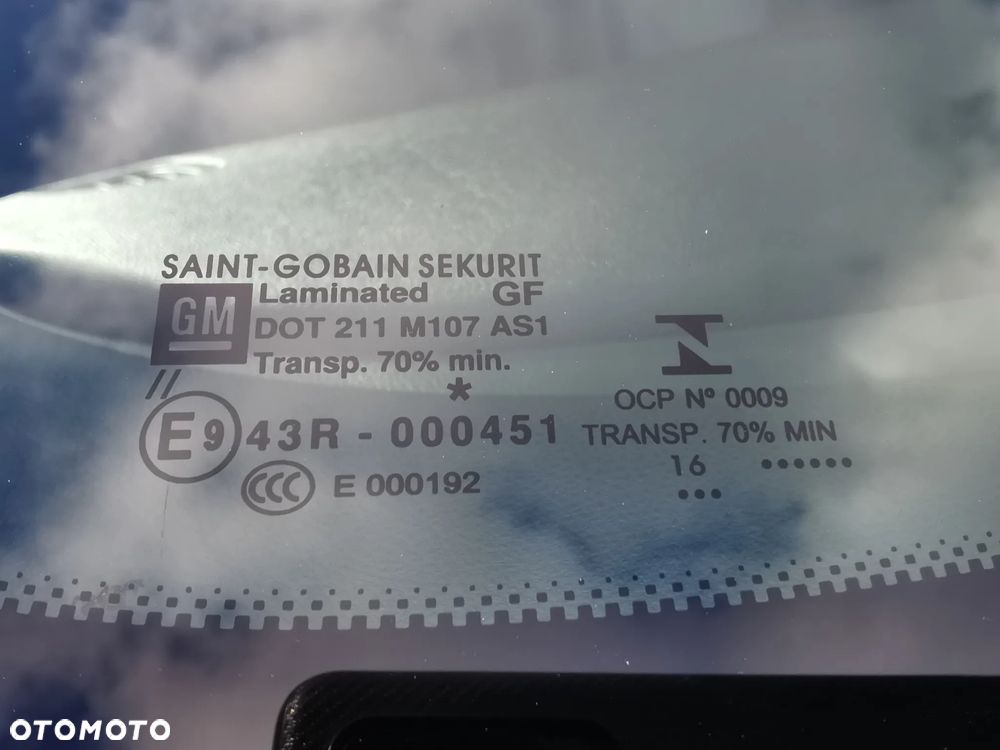 SAINT-GOBAIN SEKURIT
GM
Laminated GF
DOT 211 M107 AS1
Transp. 70% min.
*
//
E9 43R - 000451
CCC E 000192
OCP Nº 0009
TRANSP. 70% MIN
16 ••••••
•••
OTOMOTO